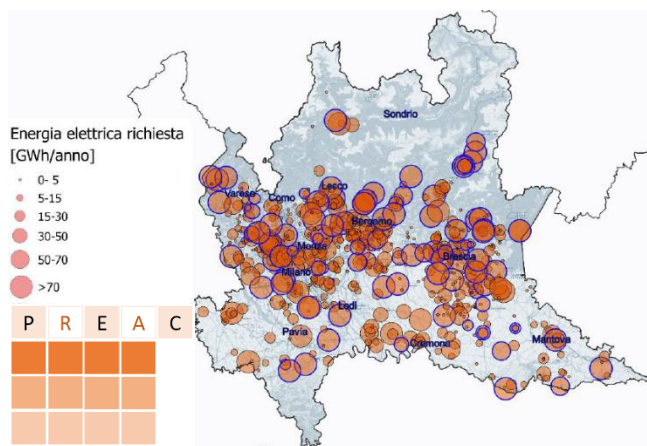 Energia elettrica richiesta
[GWh/anno]
0- 5
5-15
15-30
30-50
50-70
>70
P R E A C
Sondrio
Varese
Como
Lecco
Bergamo
Monza
Milano
Brescia
Lodi
Pavia
Cremona
Mantova